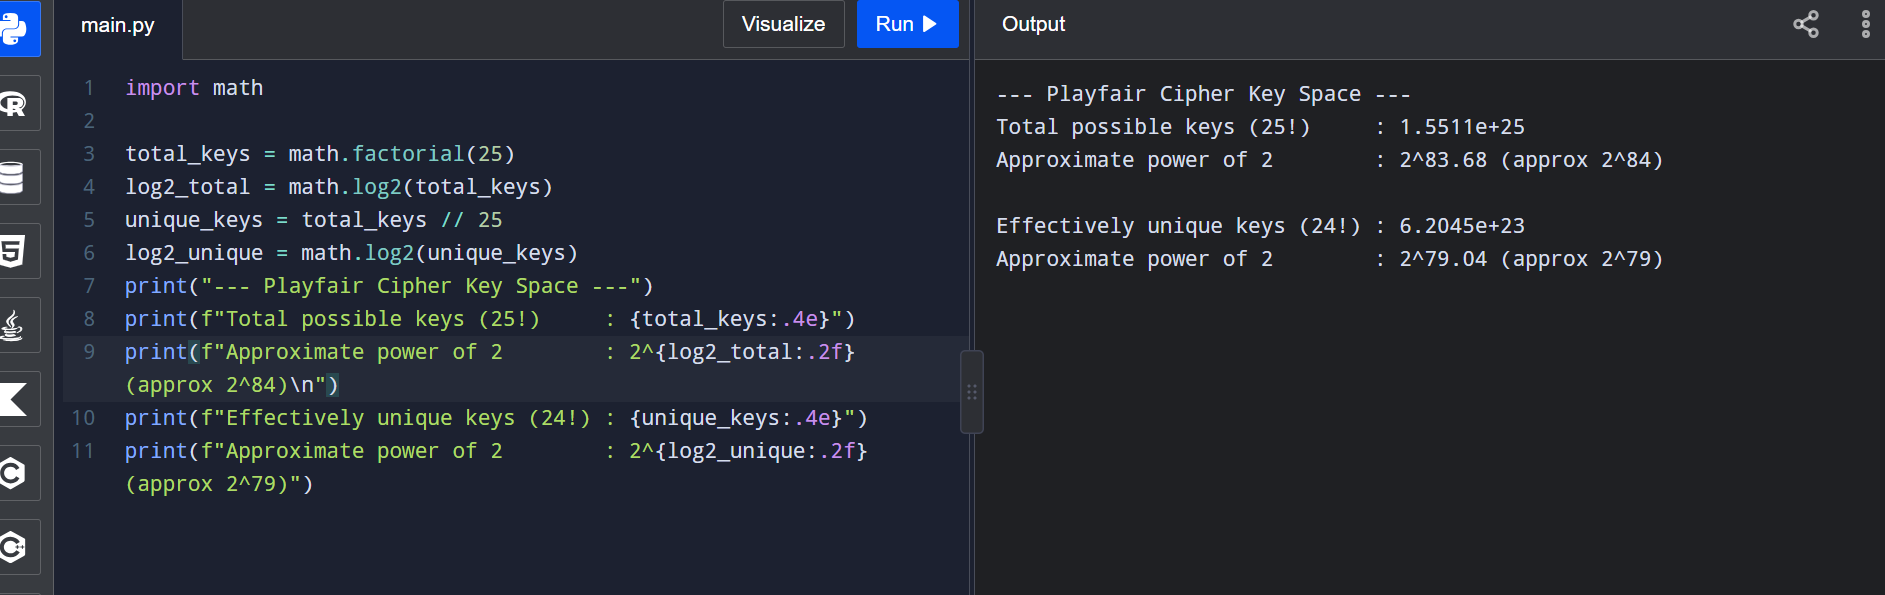 main.py
Visualize
Run
Output
1 import math
2
3 total_keys = math.factorial(25)
4 log2_total = math.log2(total_keys)
5 unique_keys = total_keys // 25
6 log2_unique = math.log2(unique_keys)
7 print("--- Playfair Cipher Key Space ---")
8 print(f"Total possible keys (25!)     : {total_keys:.4e}")
9 print(f"Approximate power of 2        : 2^{log2_total:.2f}
(approx 2^84)\n")
10 print(f"Effectively unique keys (24!) : {unique_keys:.4e}")
11 print(f"Approximate power of 2        : 2^{log2_unique:.2f}
(approx 2^79)")
--- Playfair Cipher Key Space ---
Total possible keys (25!)     : 1.5511e+25
Approximate power of 2        : 2^83.68 (approx 2^84)
Effectively unique keys (24!) : 6.2045e+23
Approximate power of 2        : 2^79.04 (approx 2^79)
R
5
C
C++